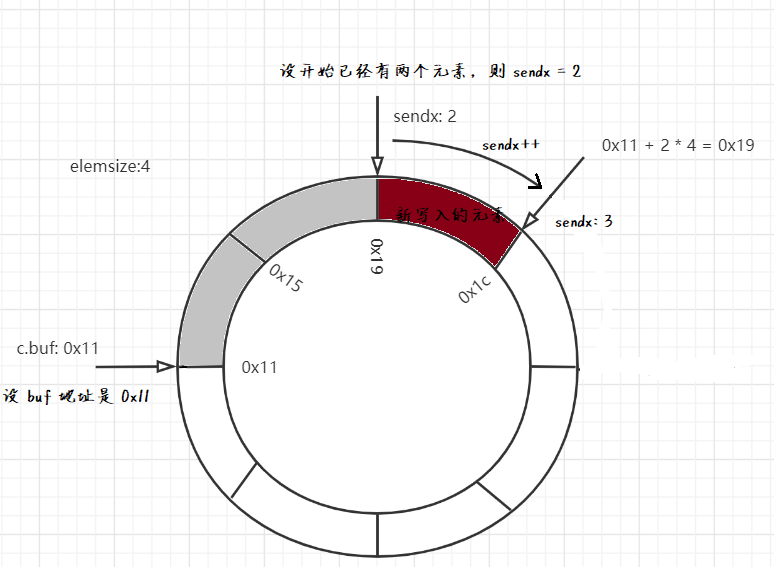 设开始已经有两个元素，则 sendx = 2
sendx: 2
sendx++
0x11 + 2 * 4 = 0x19
elemsize:4
新写入的元素
sendx: 3
0x19
0x15
0x1c
c.buf: 0x11
0x11
设 buf 地址是 0x11